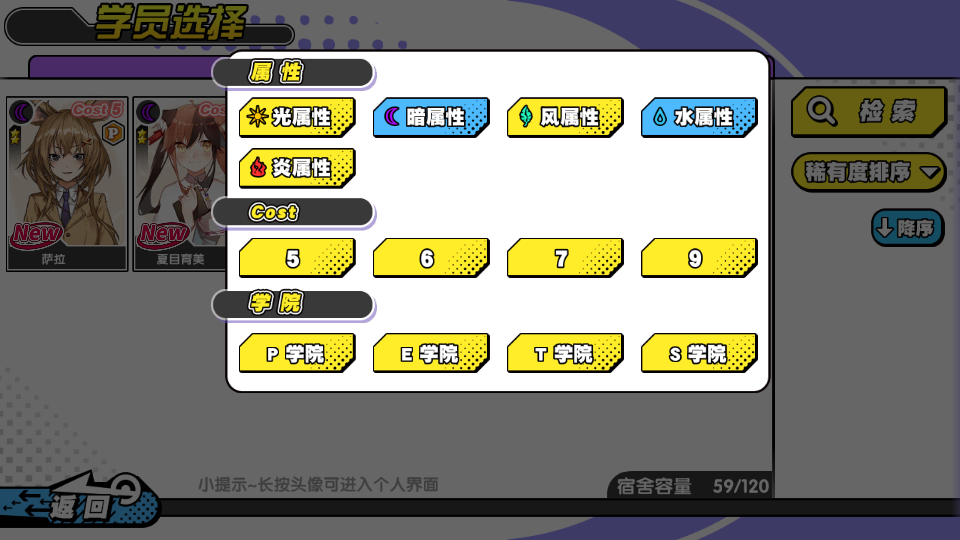 学员选择
属性
光属性 暗属性 风属性 水属性
炎属性
Cost
5 6 7 9
学院
P 学院 E 学院 T 学院 S 学院
Cost 5
P
New
萨拉
Cos
New
夏目育美
检索
稀有度排序
降序
返回
小提示~长按头像可进入个人界面
宿舍容量 59/120